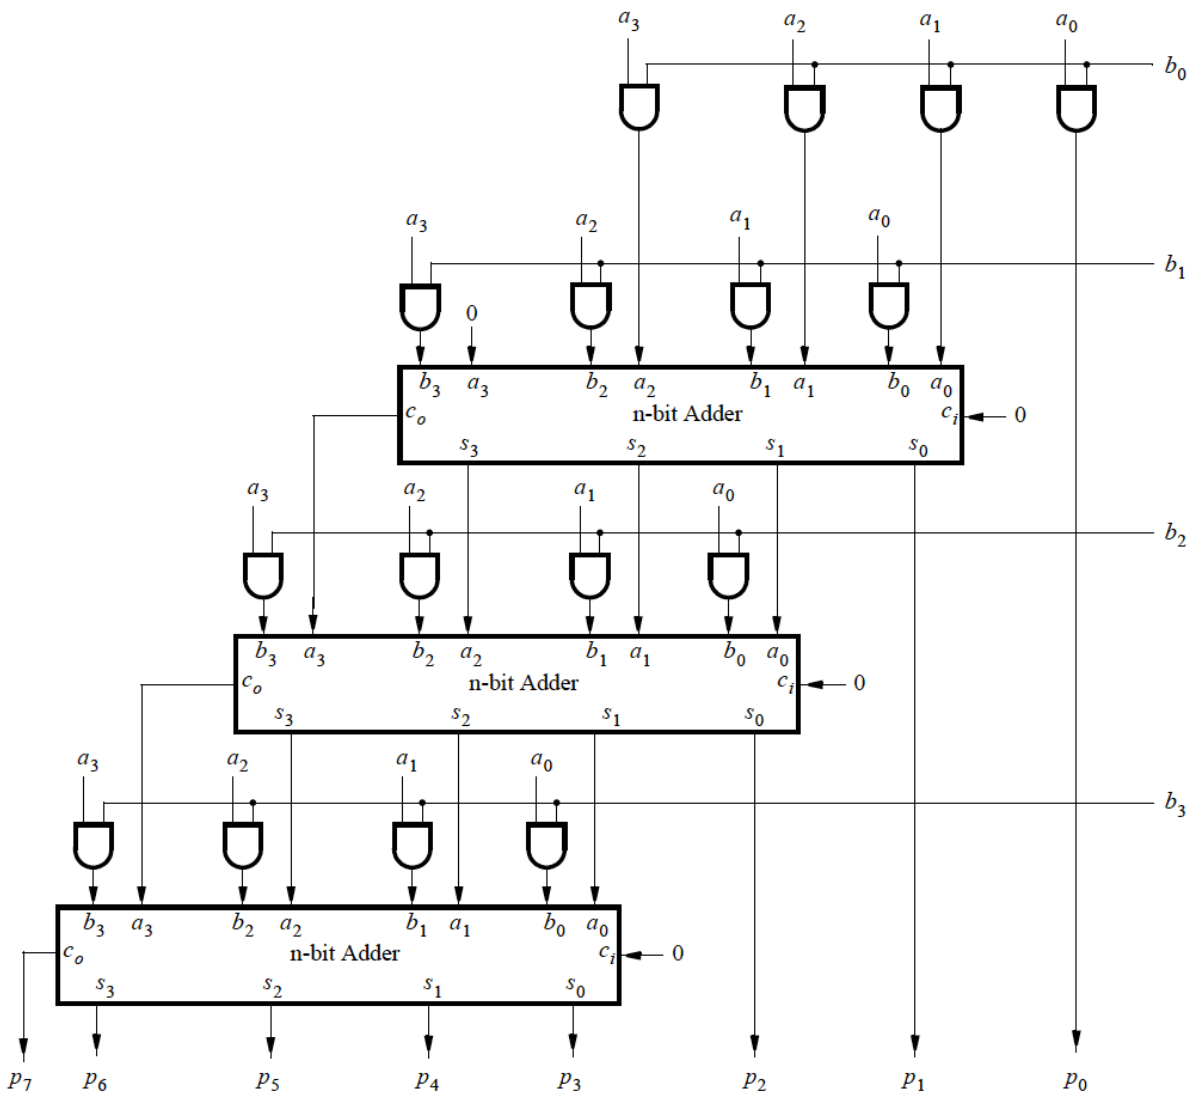 a₃ a₂ a₁ a₀
b₀
a₃ a₂ a₁ a₀
b₁
0
b₃ a₃ b₂ a₂ b₁ a₁ b₀ a₀
cₒ n-bit Adder cᵢ 0
s₃ s₂ s₁ s₀
a₃ a₂ a₁ a₀
b₂
b₃ a₃ b₂ a₂ b₁ a₁ b₀ a₀
cₒ n-bit Adder cᵢ 0
s₃ s₂ s₁ s₀
a₃ a₂ a₁ a₀
b₃
b₃ a₃ b₂ a₂ b₁ a₁ b₀ a₀
cₒ n-bit Adder cᵢ 0
s₃ s₂ s₁ s₀
p₇ p₆ p₅ p₄ p₃ p₂ p₁ p₀